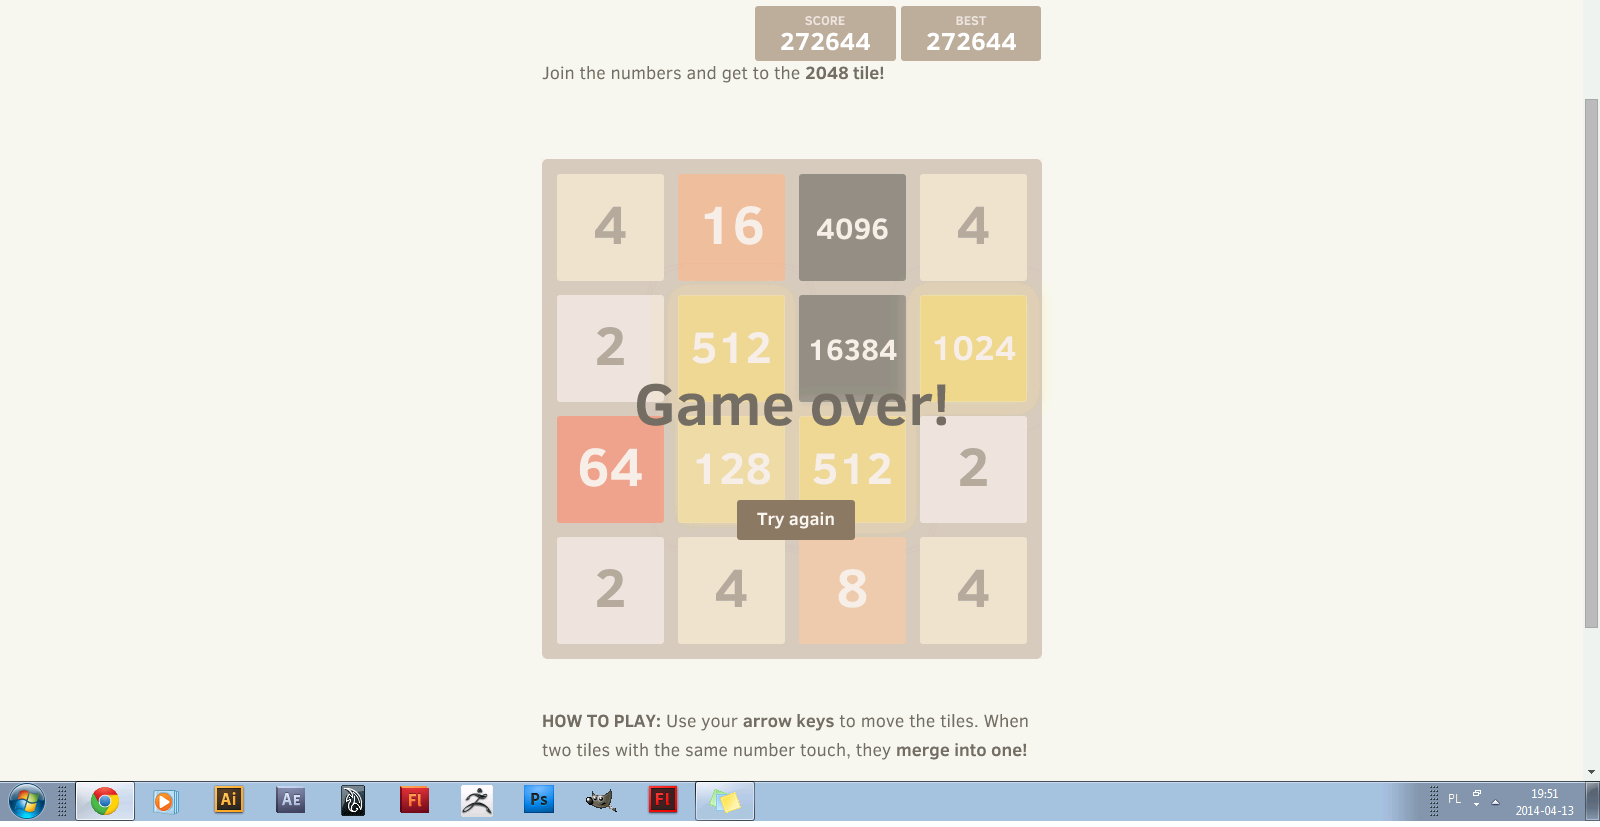 SCORE BEST
272644 272644
Join the numbers and get to the 2048 tile!
4 16 4096 4
2 512 16384 1024
Game over!
64 128 512 2
Try again
2 4 8 4
HOW TO PLAY: Use your arrow keys to move the tiles. When
two tiles with the same number touch, they merge into one!
Ai AE Fl Ps Fl PL 19:51
2014-04-13